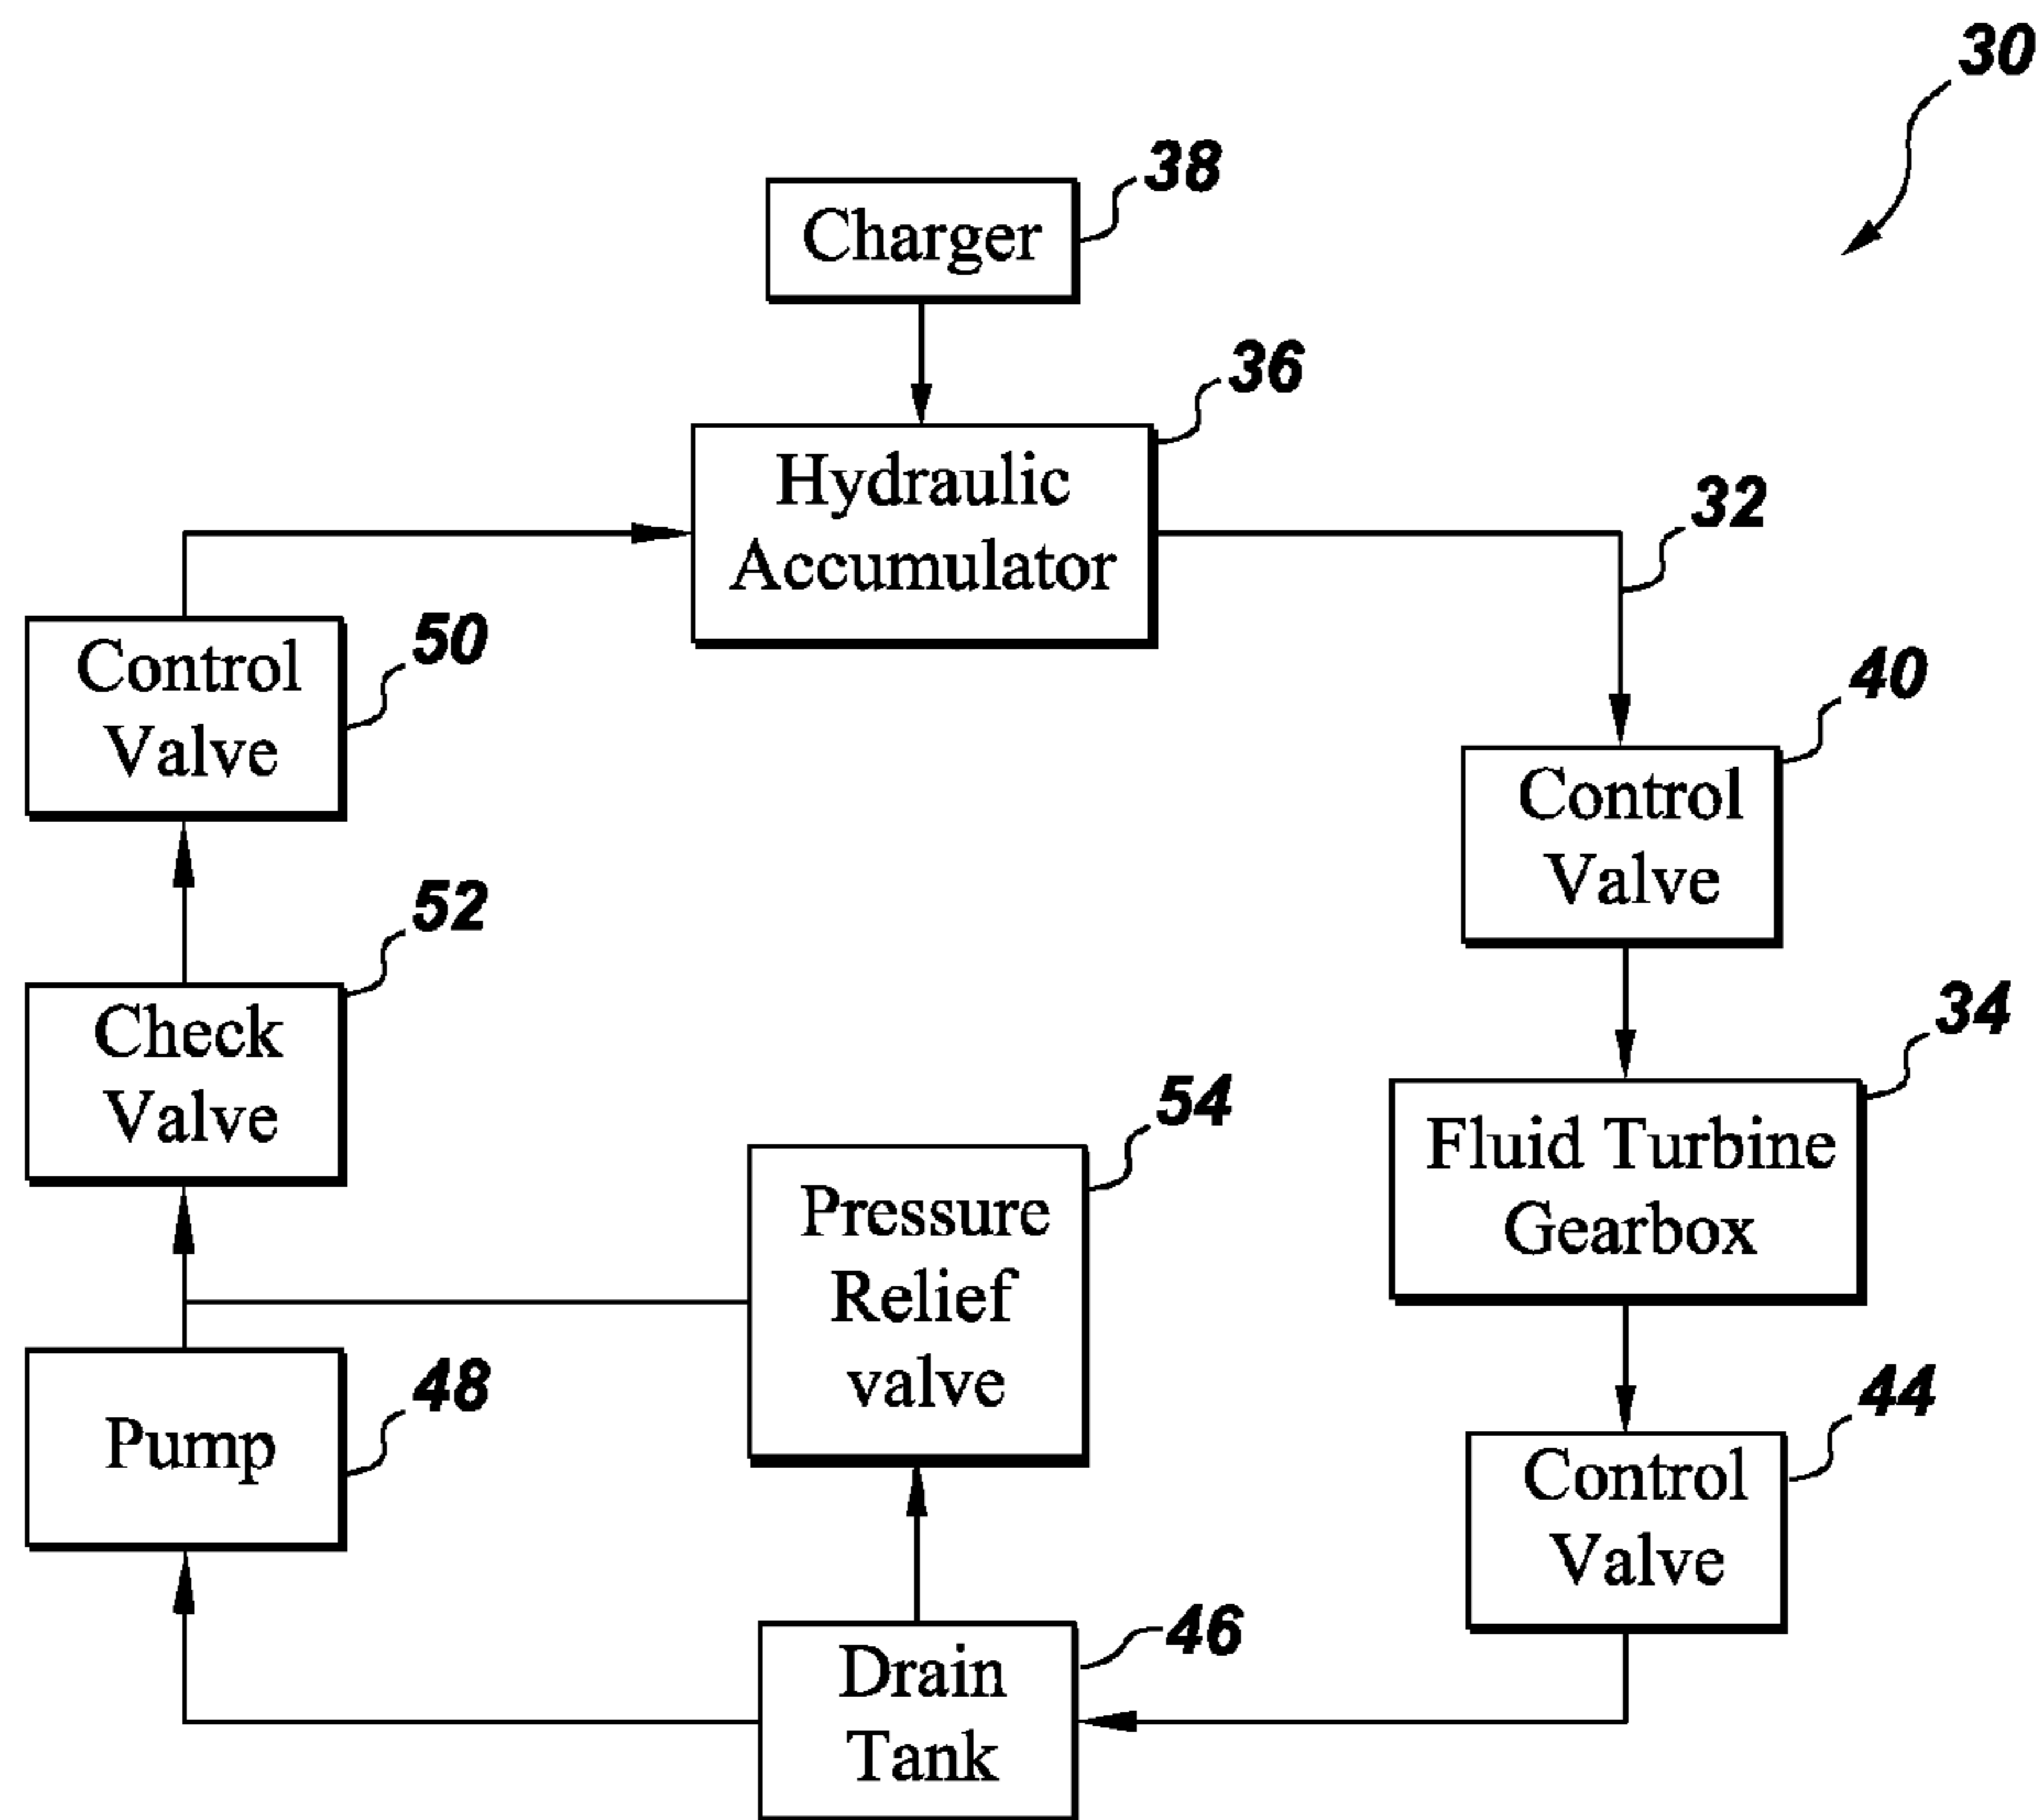 30
38
Charger
36
Hydraulic
Accumulator
32
50
Control
Valve
40
Control
Valve
52
Check
Valve
34
Fluid Turbine
Gearbox
54
Pressure
Relief
valve
48
Pump
44
Control
Valve
46
Drain
Tank